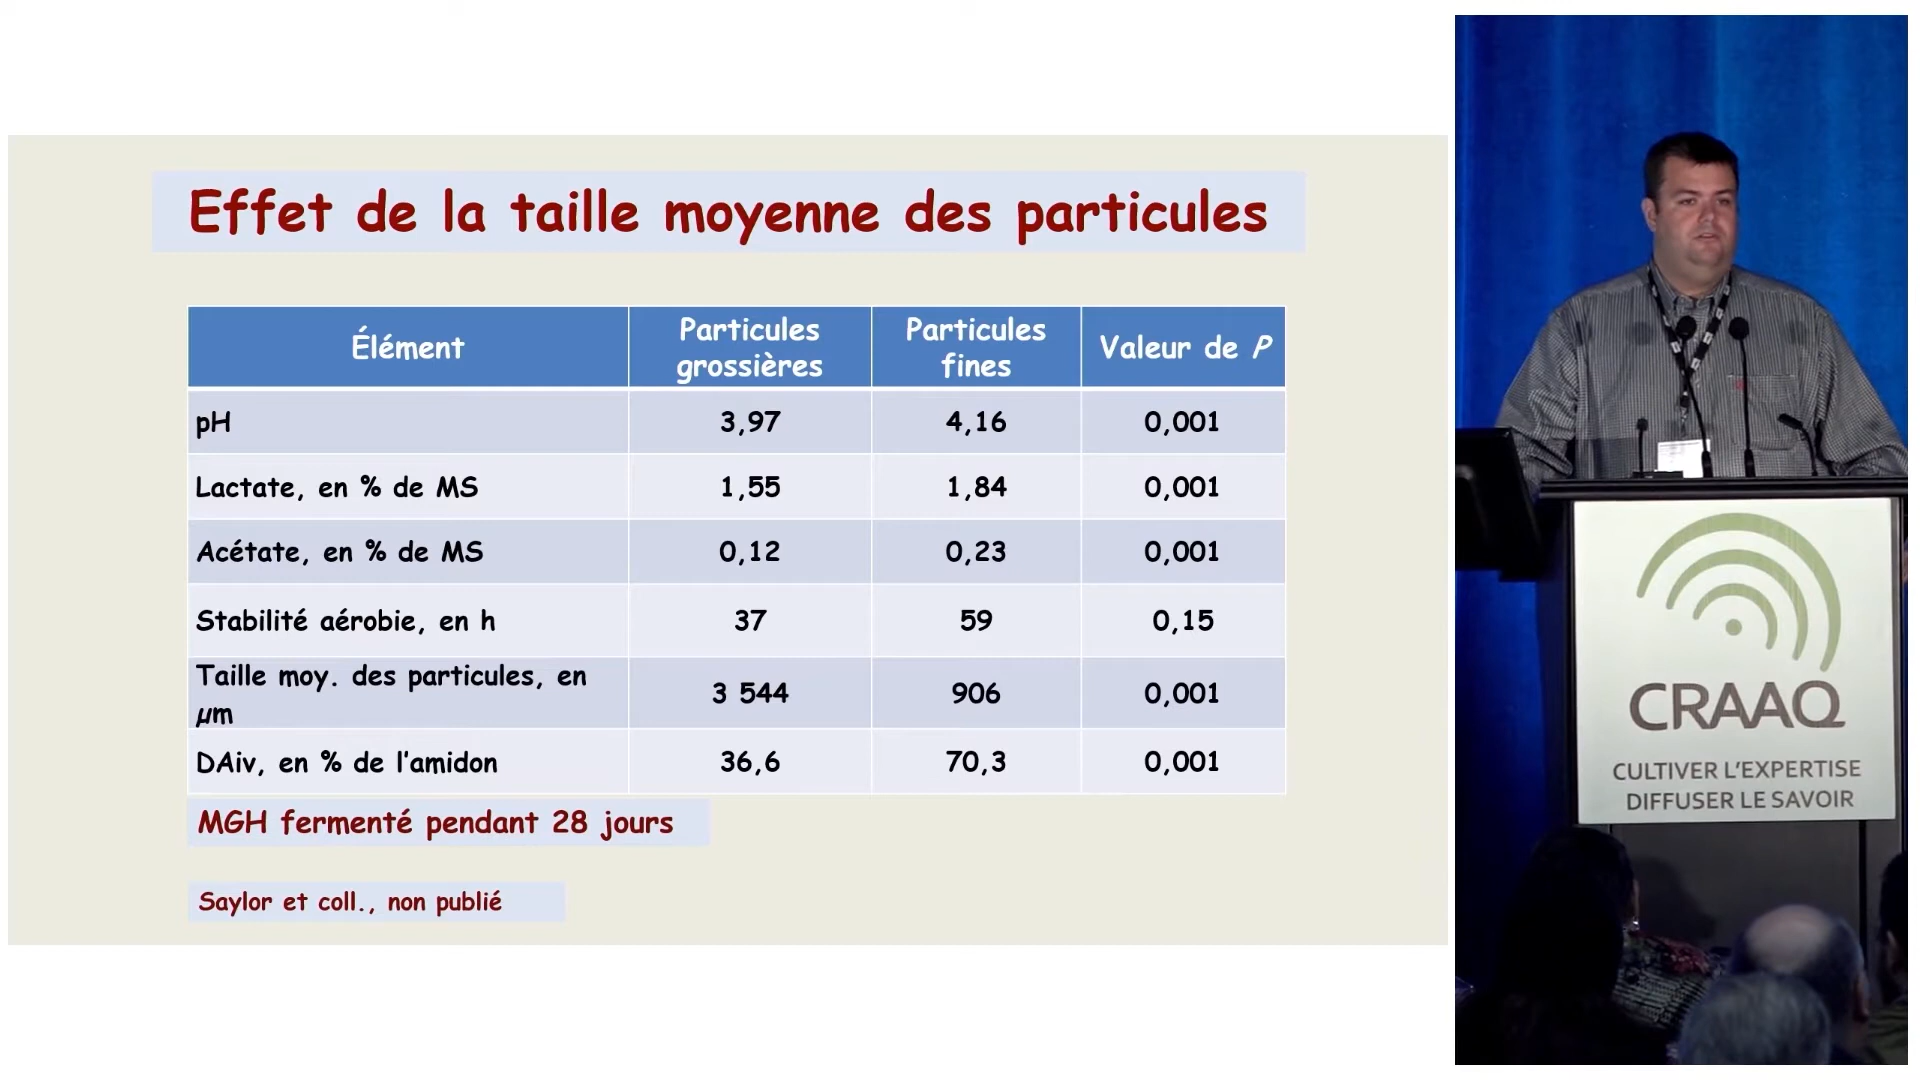 Effet de la taille moyenne des particules
Élément
Particules
grossières
Particules
fines
Valeur de P
pH
3,97
4,16
0,001
Lactate, en % de MS
1,55
1,84
0,001
Acétate, en % de MS
0,12
0,23
0,001
Stabilité aérobie, en h
37
59
0,15
Taille moy. des particules, en
µm
3 544
906
0,001
DAiv, en % de l'amidon
36,6
70,3
0,001
MGH fermenté pendant 28 jours
Saylor et coll., non publié
CRAAQ
CULTIVER L'EXPERTISE
DIFFUSER LE SAVOIR